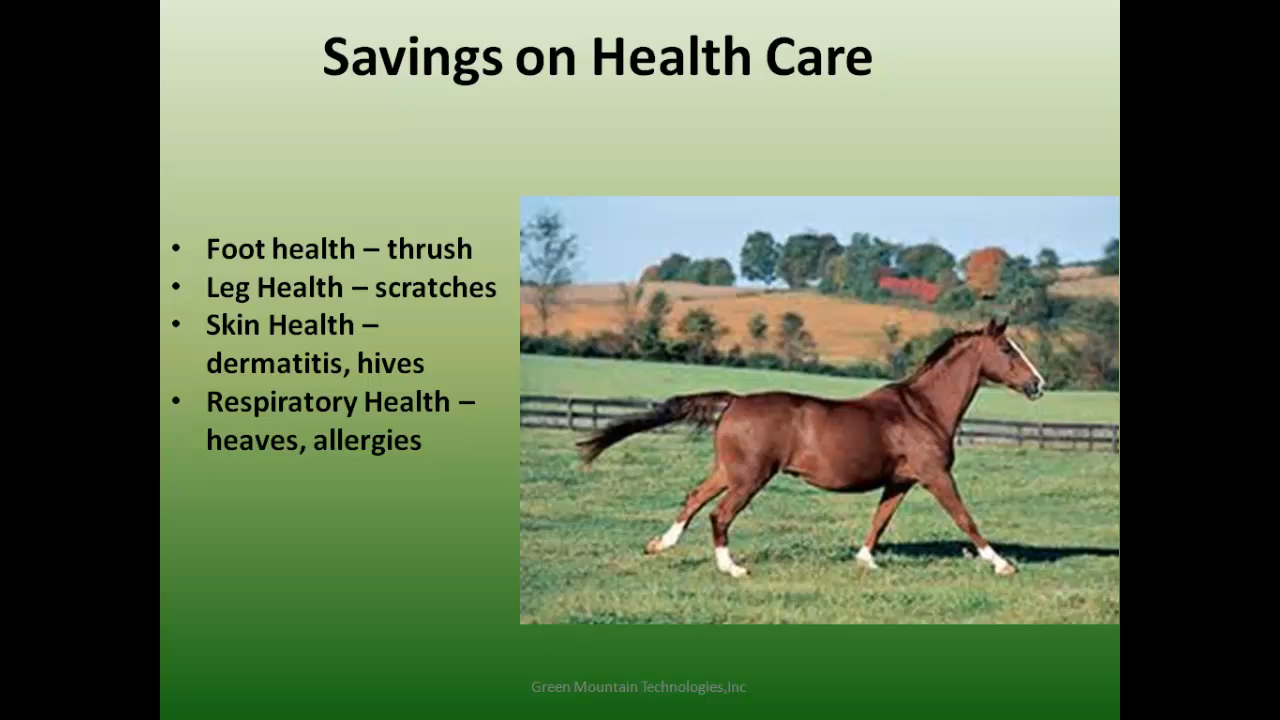 Savings on Health Care
• Foot health – thrush
• Leg Health – scratches
• Skin Health –
dermatitis, hives
• Respiratory Health –
heaves, allergies
Green Mountain Technologies,Inc